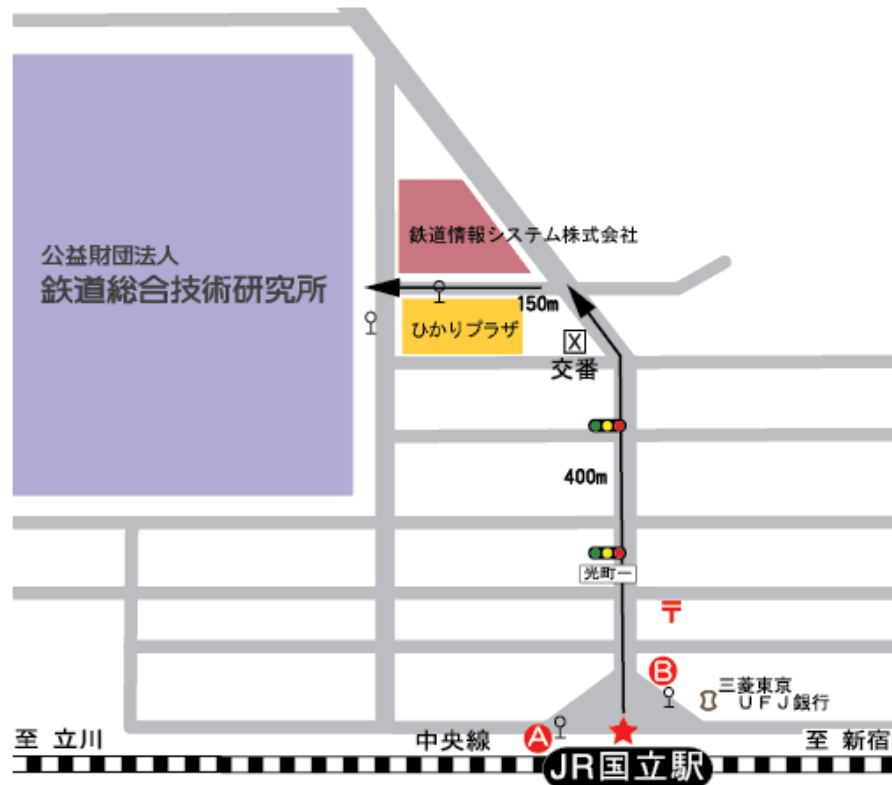 鉄道情報システム株式会社
公益財団法人
鉄道総合技術研究所
150m
ひかりプラザ
X
交番
400m
光町一
〒
B
三菱東京
UFJ銀行
A
至 立川
中央線
至 新宿
JR国立駅